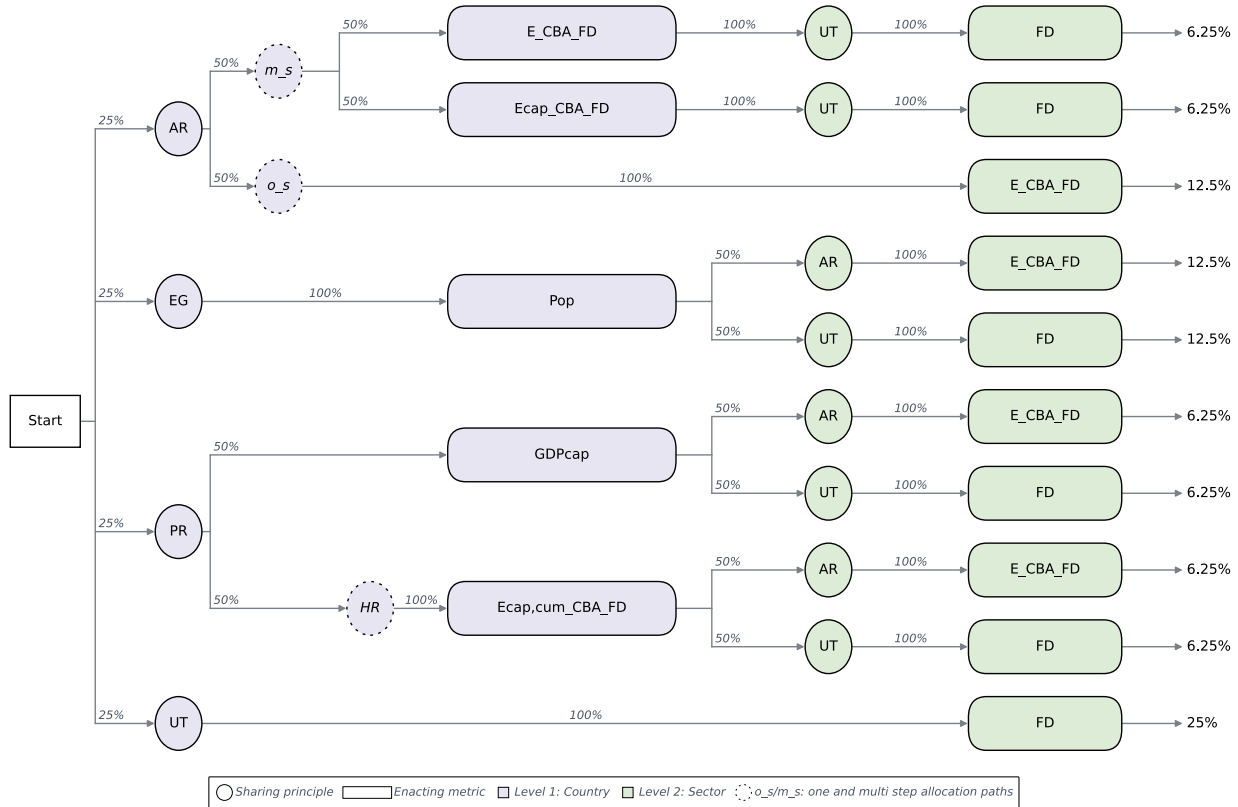 50% E_CBA_FD 100% UT 100% FD 6.25%
50% m_s
50% Ecap_CBA_FD 100% UT 100% FD 6.25%
25% AR
50% o_s 100% E_CBA_FD 12.5%
50% AR 100% E_CBA_FD 12.5%
25% EG 100% Pop
50% UT 100% FD 12.5%
50% AR 100% E_CBA_FD 6.25%
Start
50% GDPcap
50% UT 100% FD 6.25%
25% PR
50% AR 100% E_CBA_FD 6.25%
50% HR 100% Ecap,cum_CBA_FD
50% UT 100% FD 6.25%
25% UT 100% FD 25%
Sharing principle Enacting metric Level 1: Country Level 2: Sector o_s/m_s: one and multi step allocation paths